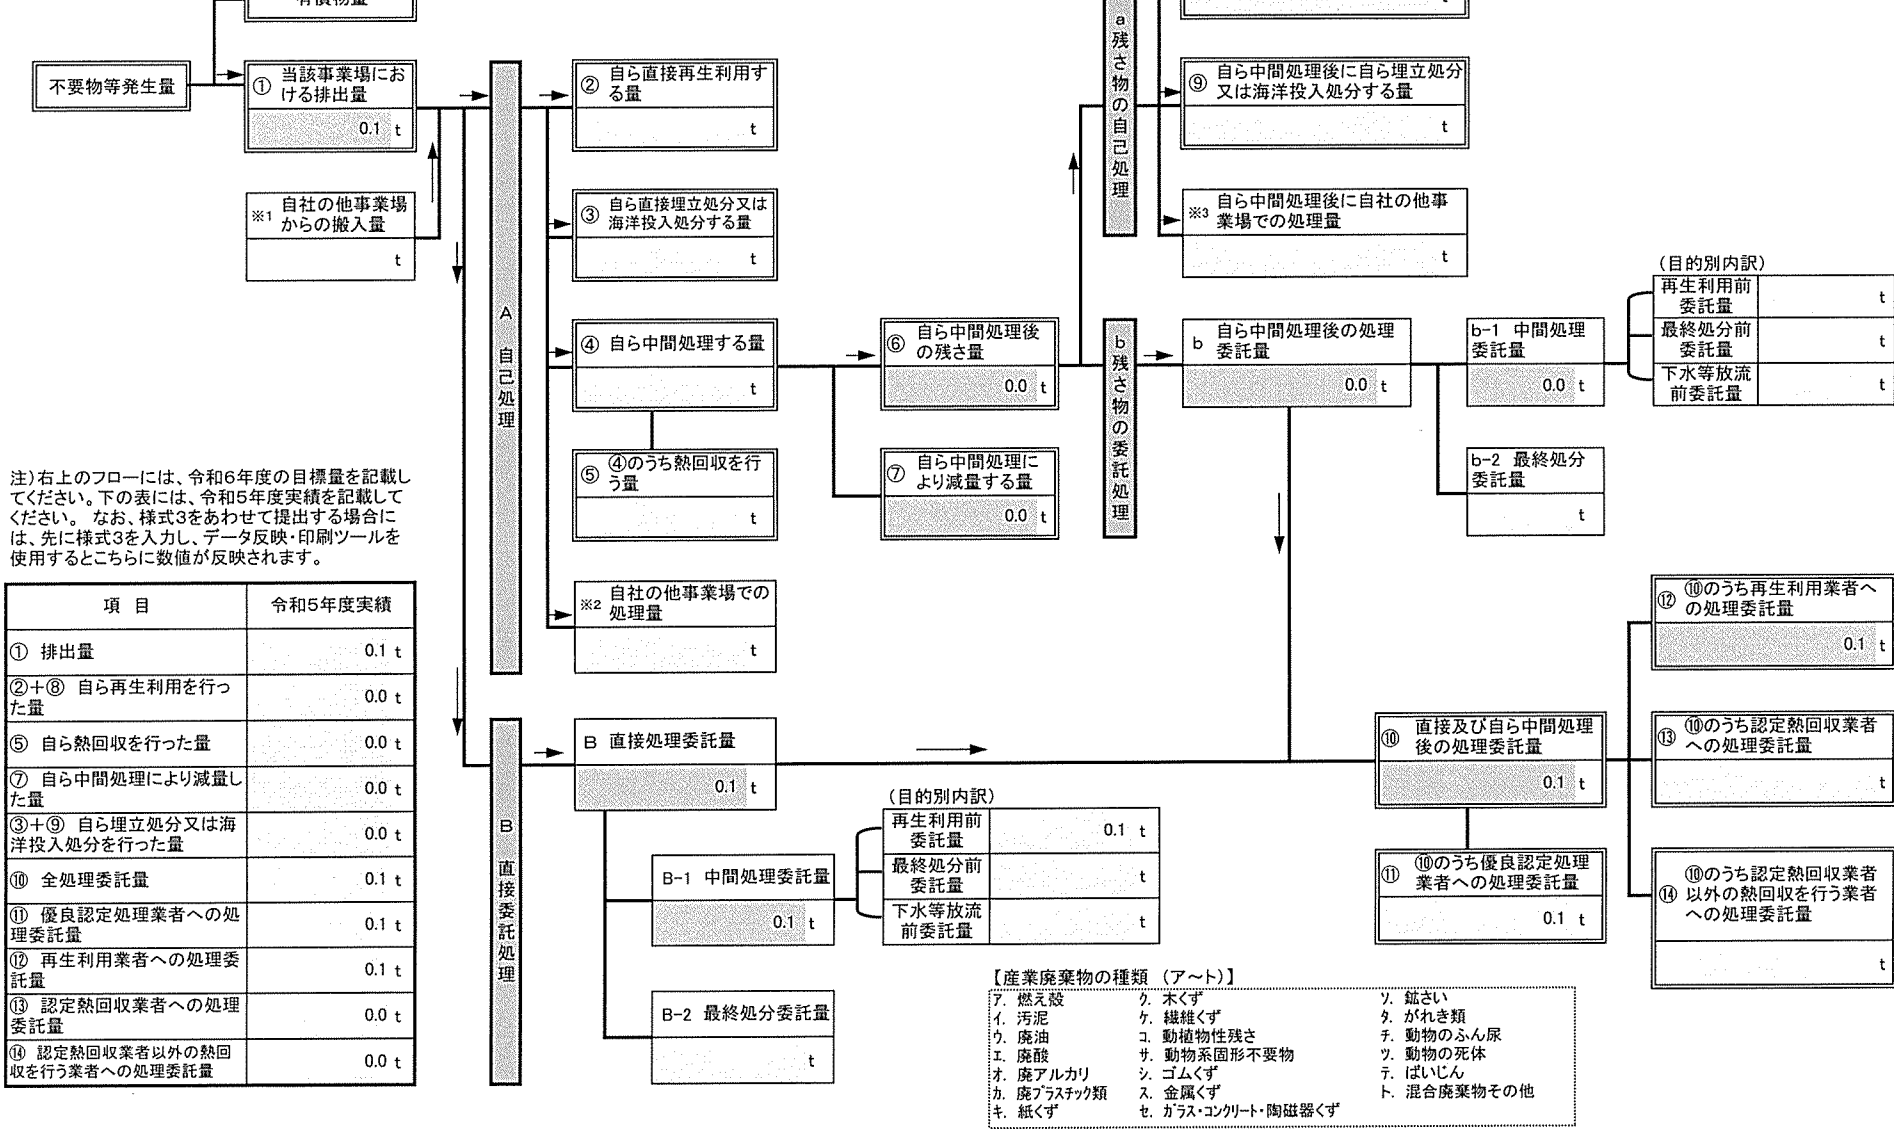 有償物量
t
不要物等発生量
① 当該事業場にお
ける排出量
0.1 t
※1 自社の他事業場
からの搬入量
t
A 自己処理
② 自ら直接再生利用す
る量
t
③ 自ら直接埋立処分又は
海洋投入処分する量
t
④ 自ら中間処理する量
t
⑤ ④のうち熱回収を行
う量
t
※2 自社の他事業場での
処理量
t
⑥ 自ら中間処理後
の残さ量
0.0 t
⑦ 自ら中間処理に
より減量する量
0.0 t
a残さ物の自己処理
⑨ 自ら中間処理後に自ら埋立処分
又は海洋投入処分する量
t
※3 自ら中間処理後に自社の他事
業場での処理量
t
b残さ物の委託処理
b 自ら中間処理後の処理
委託量
0.0 t
b-1 中間処理
委託量
0.0 t
(目的別内訳)
再生利用前
委託量
t
最終処分前
委託量
t
下水等放流
前委託量
t
b-2 最終処分
委託量
t
注)右上のフローには、令和6年度の目標量を記載し
てください。下の表には、令和5年度実績を記載して
ください。 なお、様式3をあわせて提出する場合に
は、先に様式3を入力し、データ反映・印刷ツールを
使用するとこちらに数値が反映されます。
項 目 令和5年度実績
① 排出量 0.1 t
②+⑧ 自ら再生利用を行っ
た量 0.0 t
⑤ 自ら熱回収を行った量 0.0 t
⑦ 自ら中間処理により減量し
た量 0.0 t
③+⑨ 自ら埋立処分又は海
洋投入処分を行った量 0.0 t
⑩ 全処理委託量 0.1 t
⑪ 優良認定処理業者への処
理委託量 0.1 t
⑫ 再生利用業者への処理委
託量 0.1 t
⑬ 認定熱回収業者への処理
委託量 0.0 t
⑭ 認定熱回収業者以外の熱回
収を行う業者への処理委託量 0.0 t
B 直接委託処理
B 直接処理委託量
0.1 t
B-1 中間処理委託量
0.1 t
B-2 最終処分委託量
t
(目的別内訳)
再生利用前
委託量
0.1 t
最終処分前
委託量
t
下水等放流
前委託量
t
⑩ 直接及び自ら中間処理
後の処理委託量
0.1 t
⑪ ⑩のうち優良認定処理
業者への処理委託量
0.1 t
⑫ ⑩のうち再生利用業者へ
の処理委託量
0.1 t
⑬ ⑩のうち認定熱回収業者
への処理委託量
t
⑭ ⑩のうち認定熱回収業者
以外の熱回収を行う業者
への処理委託量
t
【産業廃棄物の種類 (ア~ト)】
ア. 燃え殻
イ. 汚泥
ウ. 廃油
エ. 廃酸
オ. 廃アルカリ
カ. 廃プラスチック類
キ. 紙くず
ク. 木くず
ケ. 繊維くず
コ. 動植物性残さ
サ. 動物系固形不要物
シ. ゴムくず
ス. 金属くず
セ. ガラス・コンクリート・陶磁器くず
ソ. 鉱さい
タ. がれき類
チ. 動物のふん尿
ツ. 動物の死体
テ. ばいじん
ト. 混合廃棄物その他